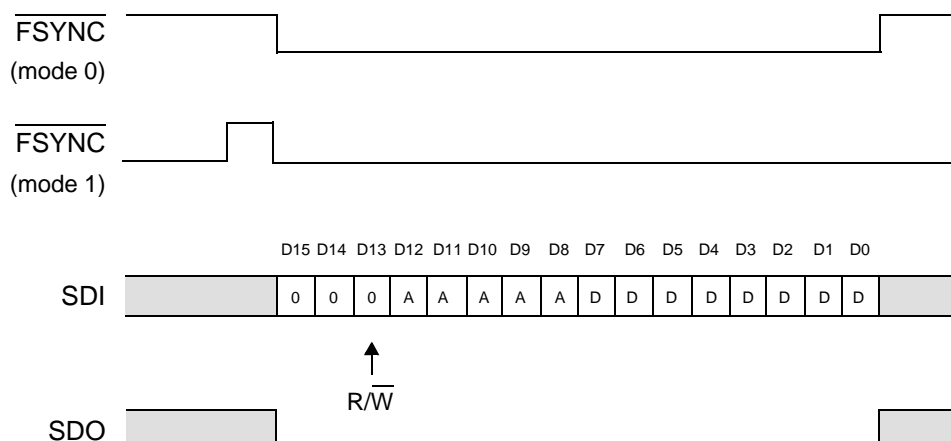 FSYNC
(mode 0)
FSYNC
(mode 1)
D15 D14 D13 D12 D11 D10 D9 D8 D7 D6 D5 D4 D3 D2 D1 D0
SDI 0 0 0 A A A A A D D D D D D D D
R/W
SDO